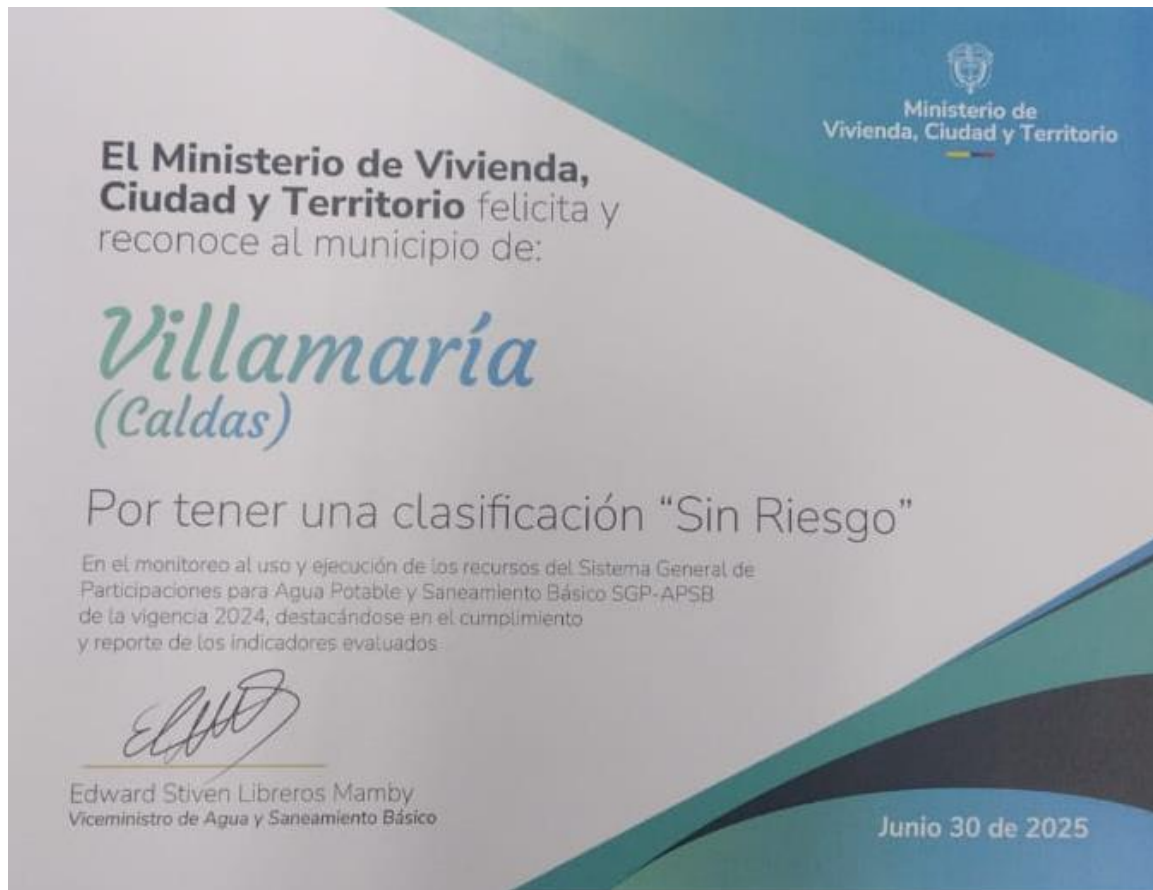 Ministerio de
Vivienda, Ciudad y Territorio
El Ministerio de Vivienda,
Ciudad y Territorio felicita y
reconoce al municipio de:
Villamaría
(Caldas)
Por tener una clasificación “Sin Riesgo”
En el monitoreo al uso y ejecución de los recursos del Sistema General de
Participaciones para Agua Potable y Saneamiento Básico SGP-APSB
de la vigencia 2024, destacándose en el cumplimiento
y reporte de los indicadores evaluados
Edward Stiven Libreros Mamby
Viceministro de Agua y Saneamiento Básico
Junio 30 de 2025